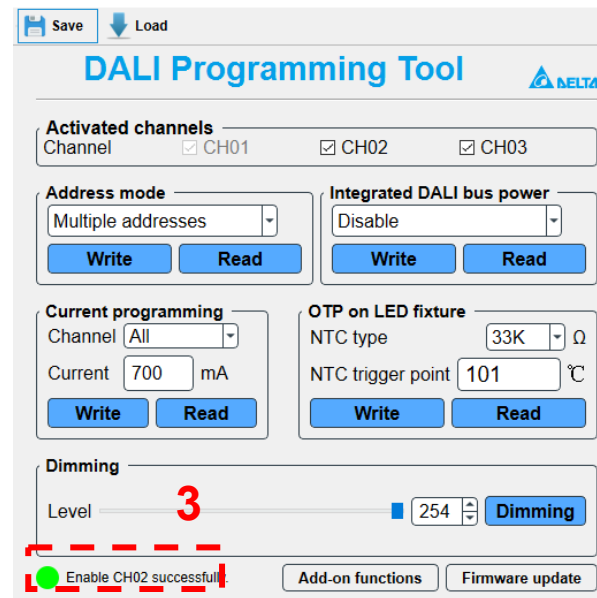 Save Load
DALI Programming Tool
DELTA
Activated channels
Channel CH01 CH02 CH03
Address mode Integrated DALI bus power
Multiple addresses Disable
Write Read Write Read
Current programming OTP on LED fixture
Channel All NTC type 33K Ω
Current 700 mA NTC trigger point 101 ℃
Write Read Write Read
Dimming
Level 3 254 Dimming
Enable CH02 successfully. Add-on functions Firmware update